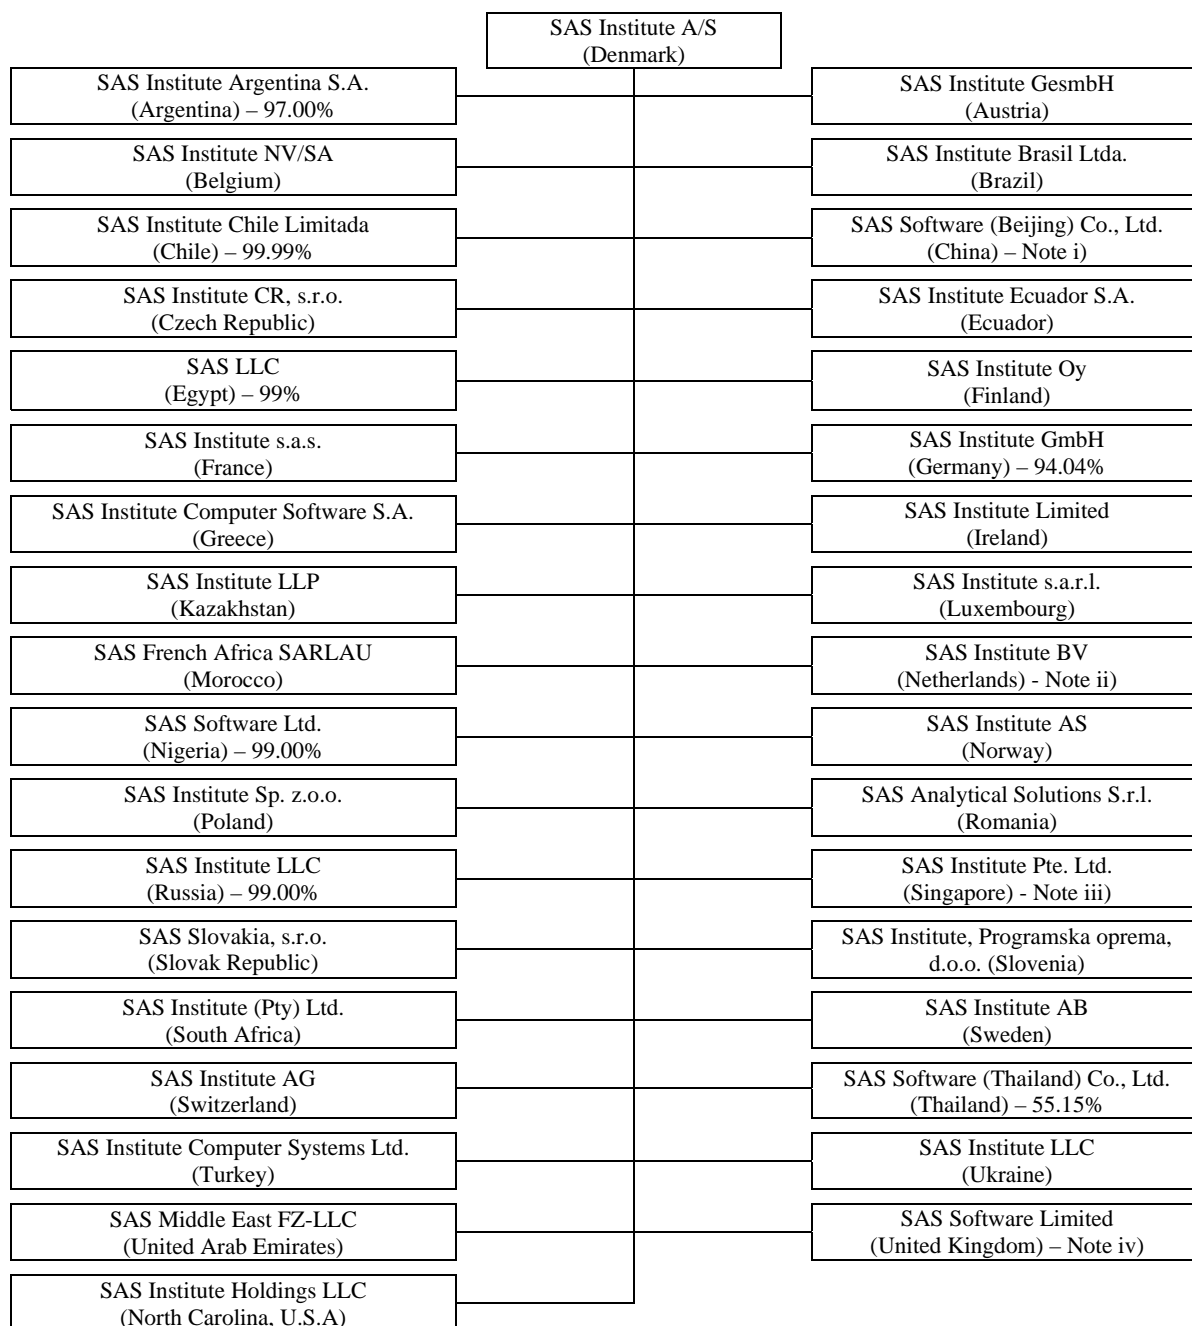 SAS Institute A/S
(Denmark)
SAS Institute Argentina S.A.
(Argentina) – 97.00%
SAS Institute GesmbH
(Austria)
SAS Institute NV/SA
(Belgium)
SAS Institute Brasil Ltda.
(Brazil)
SAS Institute Chile Limitada
(Chile) – 99.99%
SAS Software (Beijing) Co., Ltd.
(China) – Note i)
SAS Institute CR, s.r.o.
(Czech Republic)
SAS Institute Ecuador S.A.
(Ecuador)
SAS LLC
(Egypt) – 99%
SAS Institute Oy
(Finland)
SAS Institute s.a.s.
(France)
SAS Institute GmbH
(Germany) – 94.04%
SAS Institute Computer Software S.A.
(Greece)
SAS Institute Limited
(Ireland)
SAS Institute LLP
(Kazakhstan)
SAS Institute s.a.r.l.
(Luxembourg)
SAS French Africa SARLAU
(Morocco)
SAS Institute BV
(Netherlands) - Note ii)
SAS Software Ltd.
(Nigeria) – 99.00%
SAS Institute AS
(Norway)
SAS Institute Sp. z.o.o.
(Poland)
SAS Analytical Solutions S.r.l.
(Romania)
SAS Institute LLC
(Russia) – 99.00%
SAS Institute Pte. Ltd.
(Singapore) - Note iii)
SAS Slovakia, s.r.o.
(Slovak Republic)
SAS Institute, Programska oprema,
d.o.o. (Slovenia)
SAS Institute (Pty) Ltd.
(South Africa)
SAS Institute AB
(Sweden)
SAS Institute AG
(Switzerland)
SAS Software (Thailand) Co., Ltd.
(Thailand) – 55.15%
SAS Institute Computer Systems Ltd.
(Turkey)
SAS Institute LLC
(Ukraine)
SAS Middle East FZ-LLC
(United Arab Emirates)
SAS Software Limited
(United Kingdom) – Note iv)
SAS Institute Holdings LLC
(North Carolina, U.S.A)